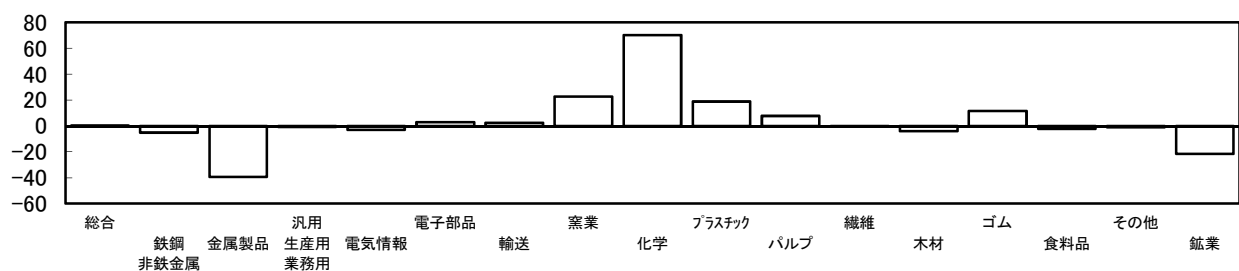 80
60
40
20
0
-20
-40
-60
総合
鉄鋼
非鉄金属
金属製品
汎用
生産用
業務用
電気情報
電子部品
輸送
窯業
化学
ﾌﾟﾗｽﾁｯｸ
パルプ
繊維
木材
ゴム
食料品
その他
鉱業